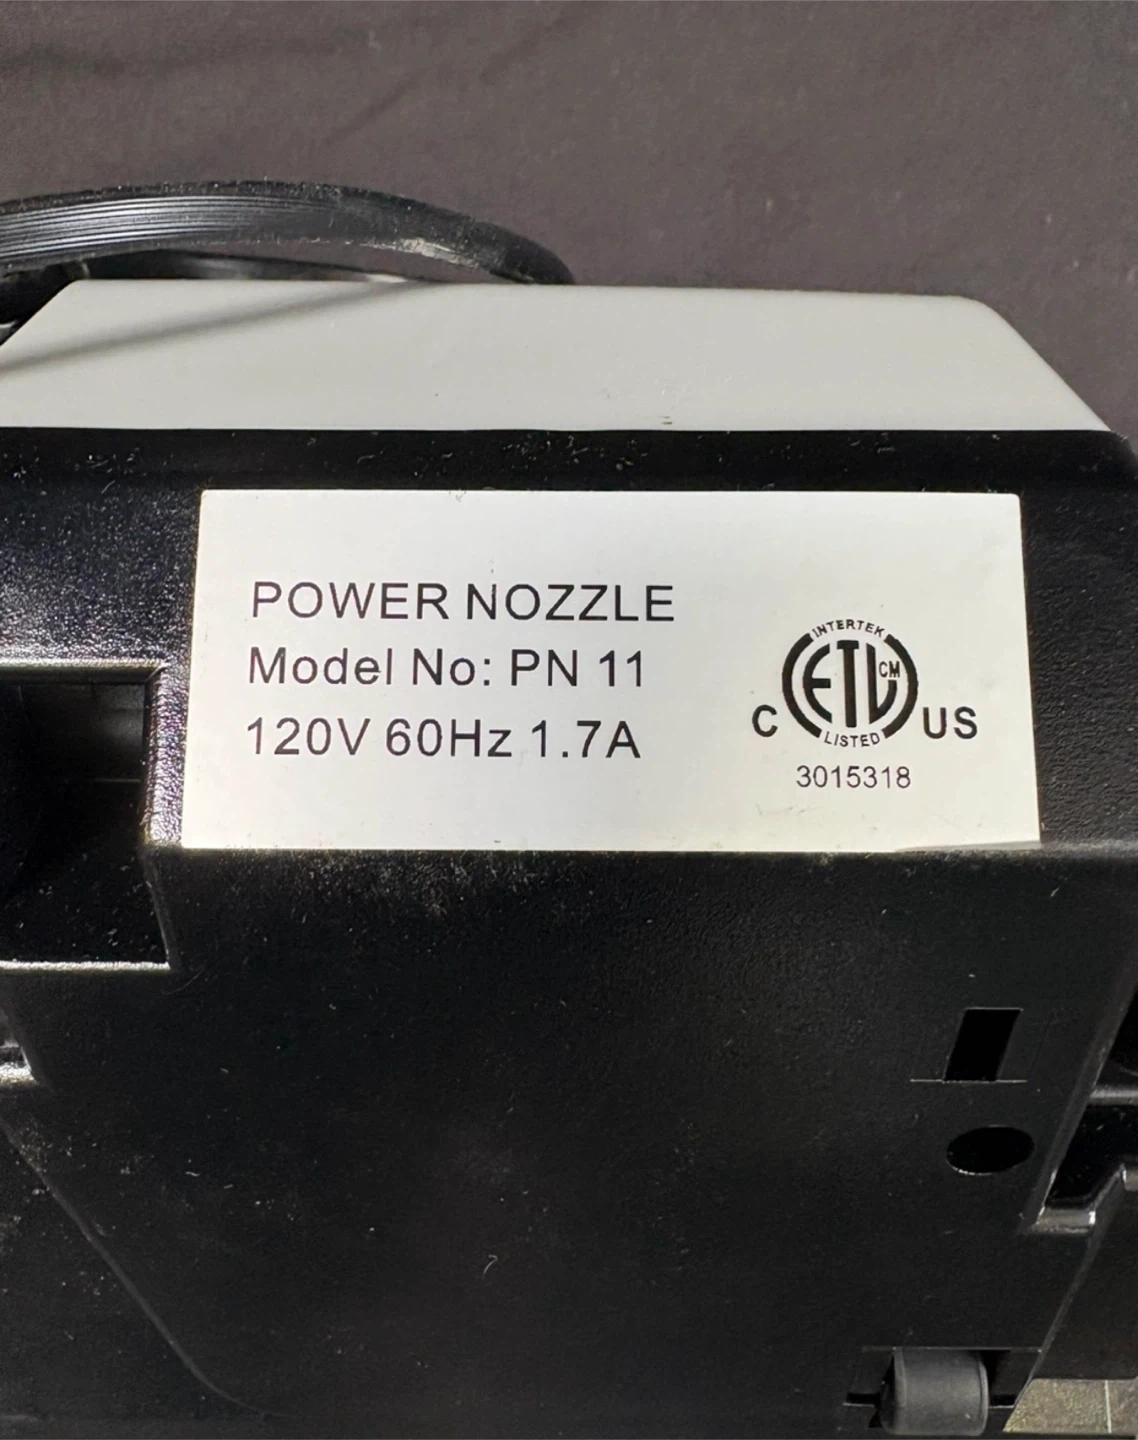 POWER NOZZLE
Model No: PN 11
120V 60Hz 1.7A
INTERTEK
ETL CM
C US
LISTED
3015318